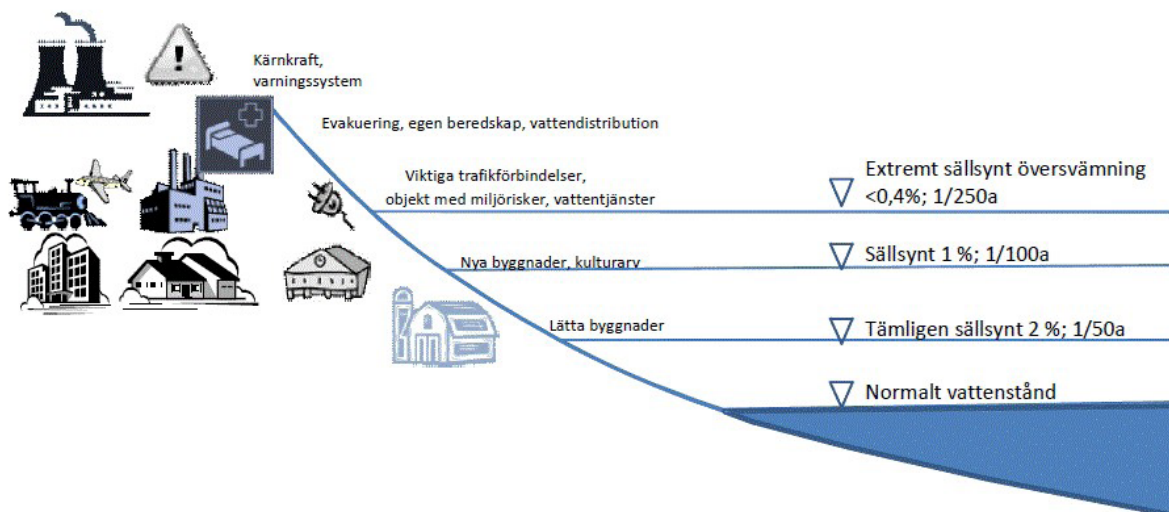 Kärnkraft,
varningssystem
Evakuering, egen beredskap, vattendistribution
Viktiga trafikförbindelser,
objekt med miljörisker, vattentjänster
Extremt sällsynt översvämning
<0,4%; 1/250a
Nya byggnader, kulturarv
Sällsynt 1 %; 1/100a
Lätta byggnader
Tämligen sällsynt 2 %; 1/50a
Normalt vattenstånd